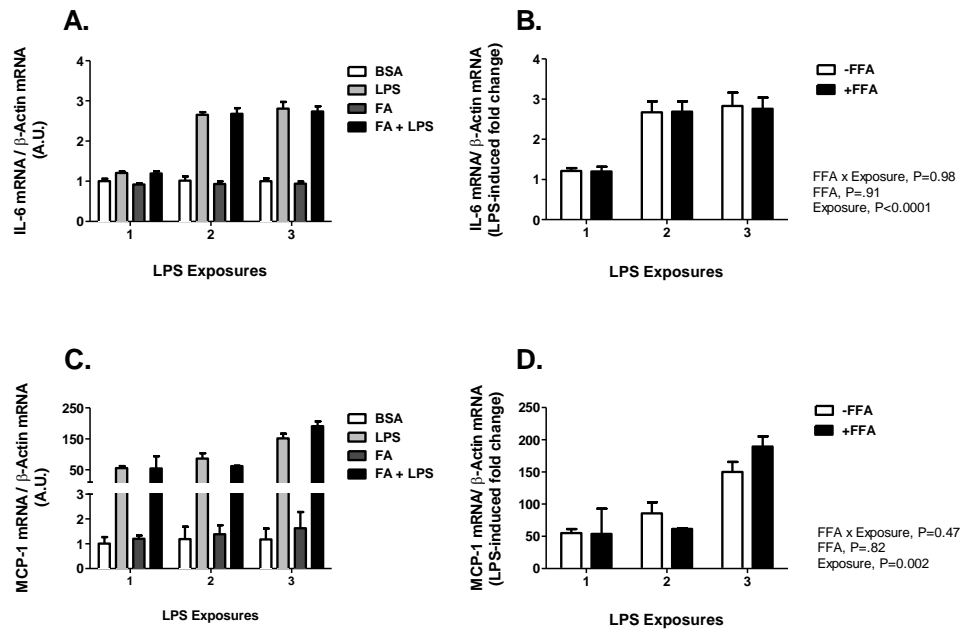 A.
IL-6 mRNA / β-Actin mRNA
(A.U.)
4
3
2
1
0
1
2
3
LPS Exposures
BSA
LPS
FA
FA + LPS
B.
IL-6 mRNA/ β-Actin mRNA
(LPS-induced fold change)
4
3
2
1
0
1
2
3
LPS Exposures
-FFA
+FFA
FFA x Exposure, P=0.98
FFA, P=.91
Exposure, P<0.0001
C.
MCP-1 mRNA / β-Actin mRNA
(A.U.)
250
150
50
3
2
1
0
1
2
3
LPS Exposures
BSA
LPS
FA
FA + LPS
D.
MCP-1 mRNA/ β-Actin mRNA
(LPS-induced fold change)
250
200
150
100
50
0
1
2
3
LPS Exposures
-FFA
+FFA
FFA x Exposure, P=0.47
FFA, P=.82
Exposure, P=0.002